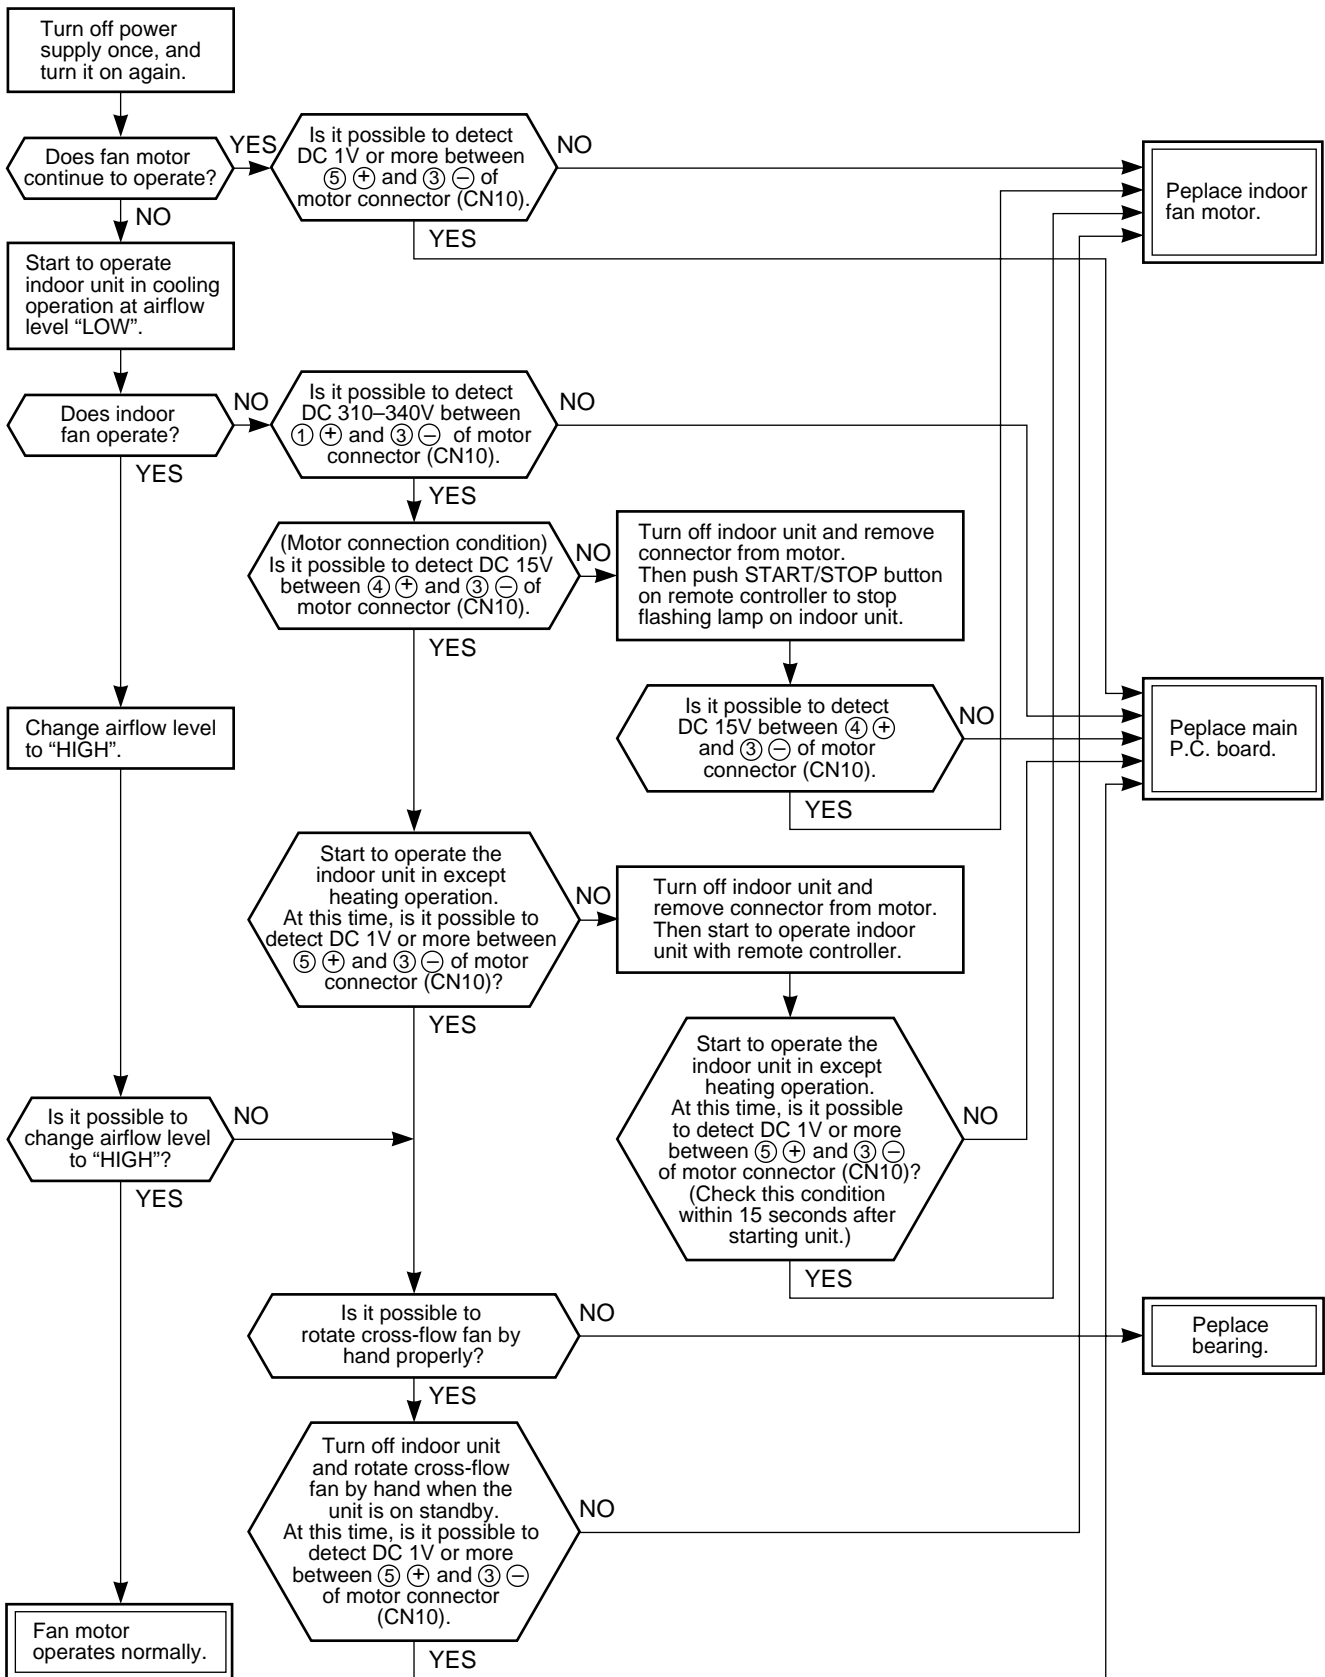 Turn off power
supply once, and
turn it on again.
Does fan motor
continue to operate?
YES
NO
Is it possible to detect
DC 1V or more between
⑤ ⊕ and ③ ⊖ of
motor connector (CN10).
NO
YES
Peplace indoor
fan motor.
Start to operate
indoor unit in cooling
operation at airflow
level “LOW”.
Does indoor
fan operate?
NO
YES
Is it possible to detect
DC 310–340V between
① ⊕ and ③ ⊖ of motor
connector (CN10).
NO
YES
(Motor connection condition)
Is it possible to detect DC 15V
between ④ ⊕ and ③ ⊖ of
motor connector (CN10).
NO
YES
Turn off indoor unit and remove
connector from motor.
Then push START/STOP button
on remote controller to stop
flashing lamp on indoor unit.
Is it possible to detect
DC 15V between ④ ⊕
and ③ ⊖ of motor
connector (CN10).
NO
YES
Peplace main
P.C. board.
Change airflow level
to “HIGH”.
Start to operate the
indoor unit in except
heating operation.
At this time, is it possible to
detect DC 1V or more between
⑤ ⊕ and ③ ⊖ of motor
connector (CN10)?
NO
YES
Turn off indoor unit and
remove connector from motor.
Then start to operate indoor
unit with remote controller.
Start to operate the
indoor unit in except
heating operation.
At this time, is it possible
to detect DC 1V or more
between ⑤ ⊕ and ③ ⊖
of motor connector (CN10)?
(Check this condition
within 15 seconds after
starting unit.)
NO
YES
Is it possible to
change airflow level
to “HIGH”?
NO
YES
Is it possible to
rotate cross-flow fan by
hand properly?
NO
YES
Peplace
bearing.
Turn off indoor unit
and rotate cross-flow
fan by hand when the
unit is on standby.
At this time, is it possible to
detect DC 1V or more
between ⑤ ⊕ and ③ ⊖
of motor connector
(CN10).
NO
YES
Fan motor
operates normally.